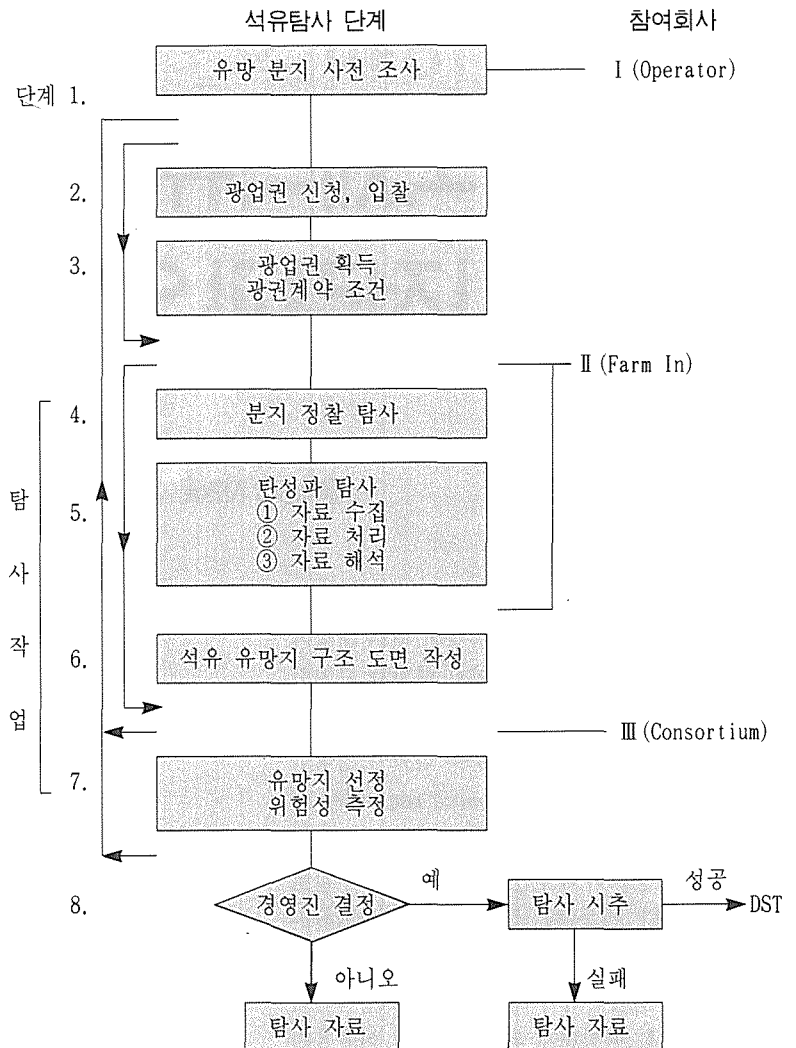 석유탐사 단계 참여회사
유망 분지 사전 조사 Ⅰ (Operator)
단계 1.
2. 광업권 신청, 입찰
3. 광업권 획득
광권계약 조건
Ⅱ (Farm In)
4. 분지 정찰 탐사
탐사작업
5. 탄성파 탐사
① 자료 수집
② 자료 처리
③ 자료 해석
6. 석유 유망지 구조 도면 작성
Ⅲ (Consortium)
7. 유망지 선정
위험성 측정
8. 경영진 결정 예 탐사 시추 성공 DST
아니오 실패
탐사 자료 탐사 자료